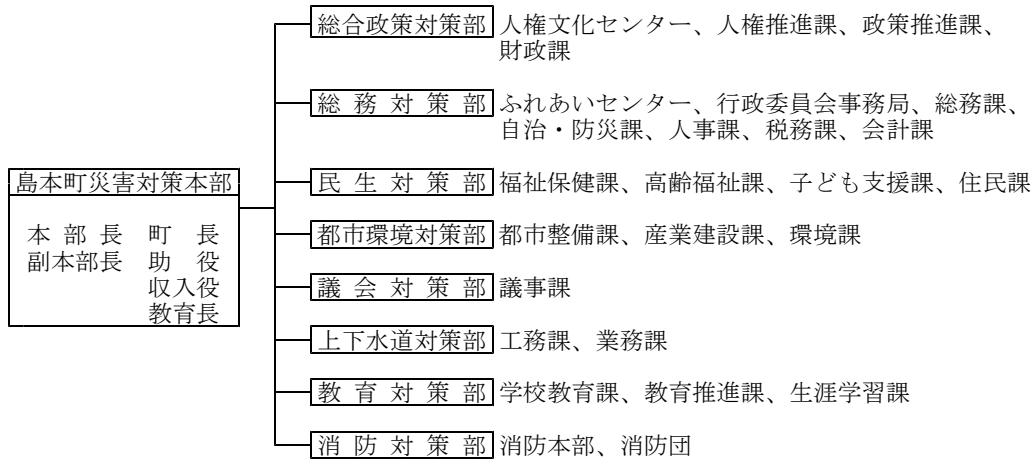 総合政策対策部 人権文化センター、人権推進課、政策推進課、
財政課
総務対策部 ふれあいセンター、行政委員会事務局、総務課、
自治・防災課、人事課、税務課、会計課
島本町災害対策本部
本部長 町長
副本部長 助役
収入役
教育長
民生対策部 福祉保健課、高齢福祉課、子ども支援課、住民課
都市環境対策部 都市整備課、産業建設課、環境課
議会対策部 議事課
上下水道対策部 工務課、業務課
教育対策部 学校教育課、教育推進課、生涯学習課
消防対策部 消防本部、消防団